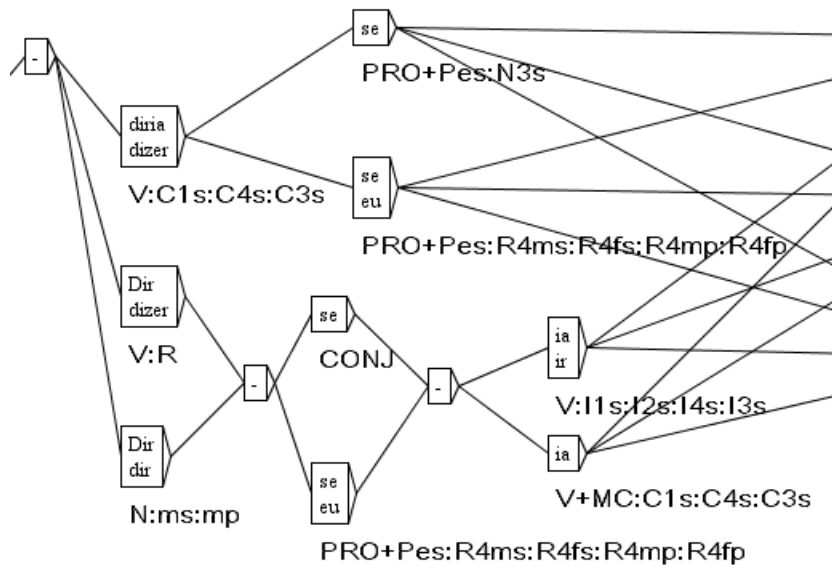 -
se
PRO+Pes:N3s
diria
dizer
V:C1s:C4s:C3s
se
eu
PRO+Pes:R4ms:R4fs:R4mp:R4fp
Dir
dizer
V:R
-
se
CONJ
-
ia
ir
V:I1s:I2s:I4s:I3s
Dir
dir
N:ms:mp
se
eu
PRO+Pes:R4ms:R4fs:R4mp:R4fp
ia
V+MC:C1s:C4s:C3s